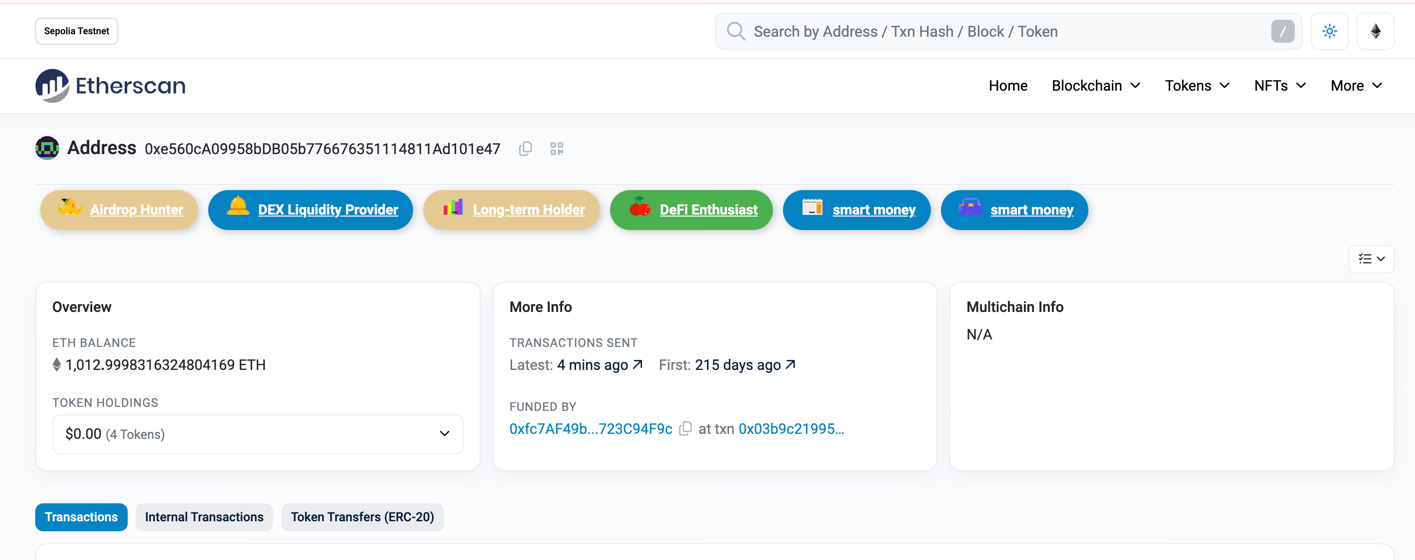 Sepolia Testnet
Search by Address / Txn Hash / Block / Token
/
Etherscan
Home Blockchain Tokens NFTs More
Address 0xe560cA09958bDB05b776676351114811Ad101e47
Airdrop Hunter DEX Liquidity Provider Long-term Holder DeFi Enthusiast smart money smart money
Overview
ETH BALANCE
1,012.9998316324804169 ETH
TOKEN HOLDINGS
$0.00 (4 Tokens)
More Info
TRANSACTIONS SENT
Latest: 4 mins ago First: 215 days ago
FUNDED BY
0xfc7AF49b...723C94F9c at txn 0x03b9c21995...
Multichain Info
N/A
Transactions Internal Transactions Token Transfers (ERC-20)